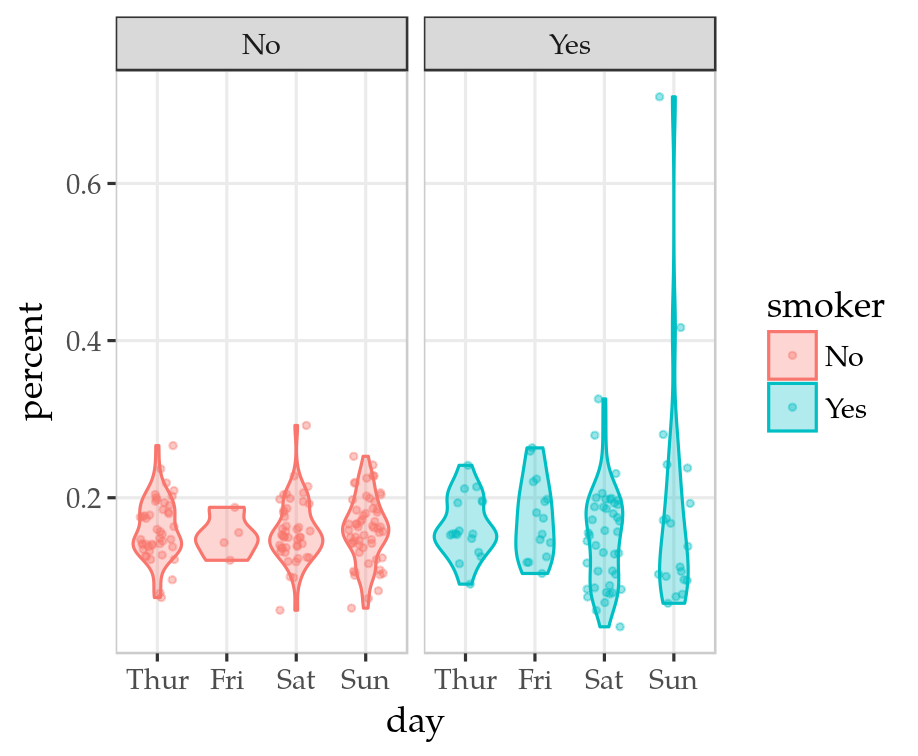 No Yes
percent
0.6
0.4
0.2
Thur Fri Sat Sun Thur Fri Sat Sun
day
smoker
No
Yes